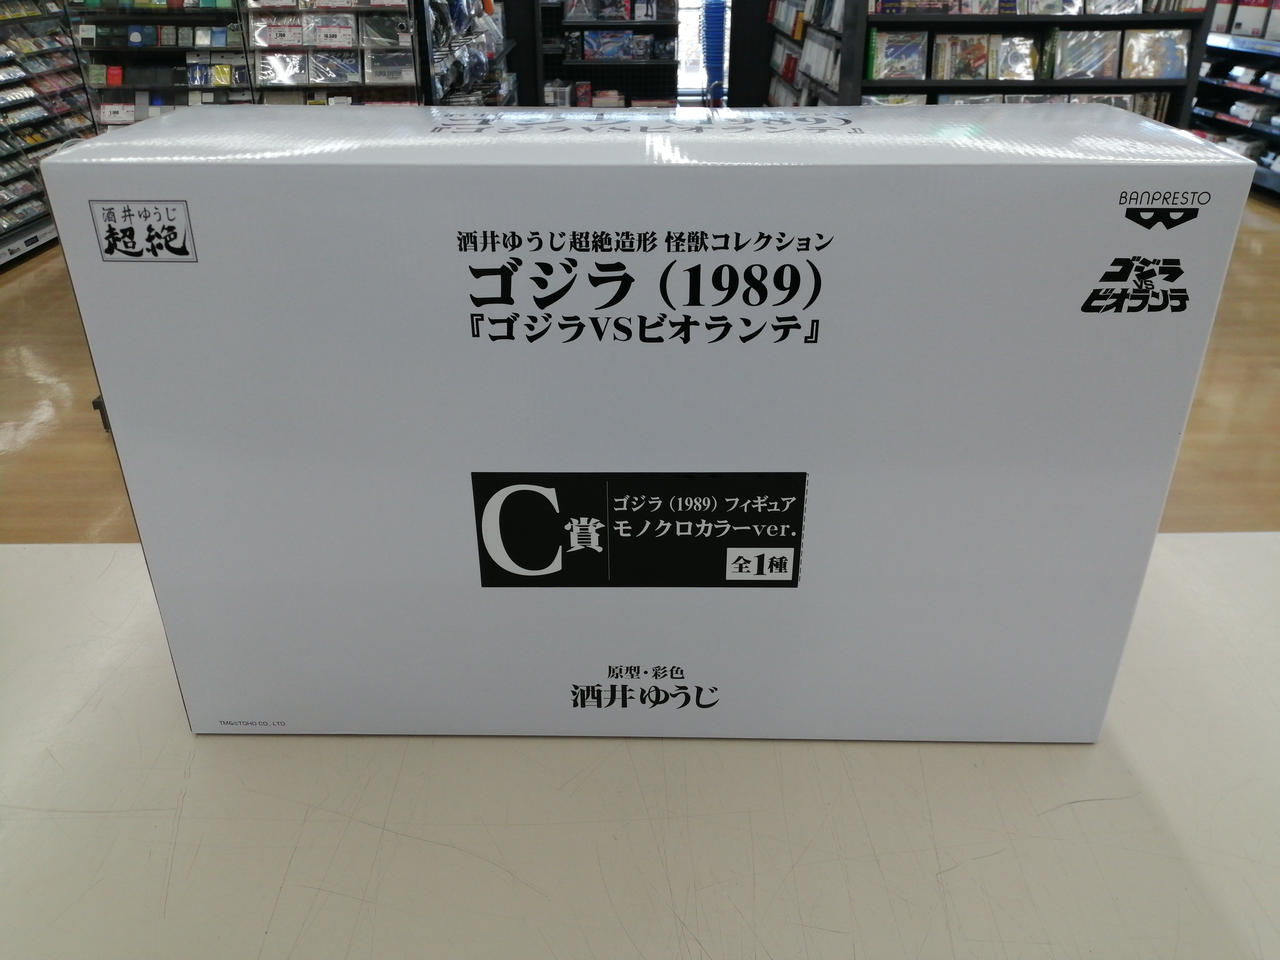 酒井ゆうじ
超絶
酒井ゆうじ超絶造形 怪獣コレクション
ゴジラ（1989）
『ゴジラVSビオランテ』
BANPRESTO
ゴジラ
VS
ビオランテ
C賞
ゴジラ（1989）フィギュア
モノクロカラーver.
全1種
原型・彩色
酒井ゆうじ
TM&©TOHO CO., LTD.